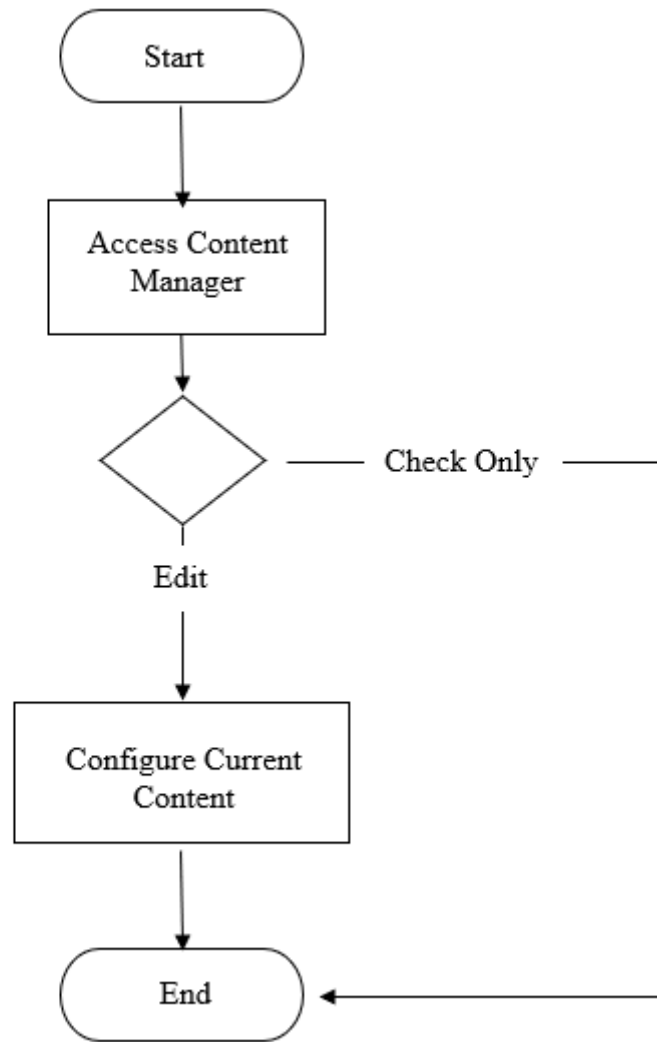 Start
Access Content
Manager
Check Only
Edit
Configure Current
Content
End